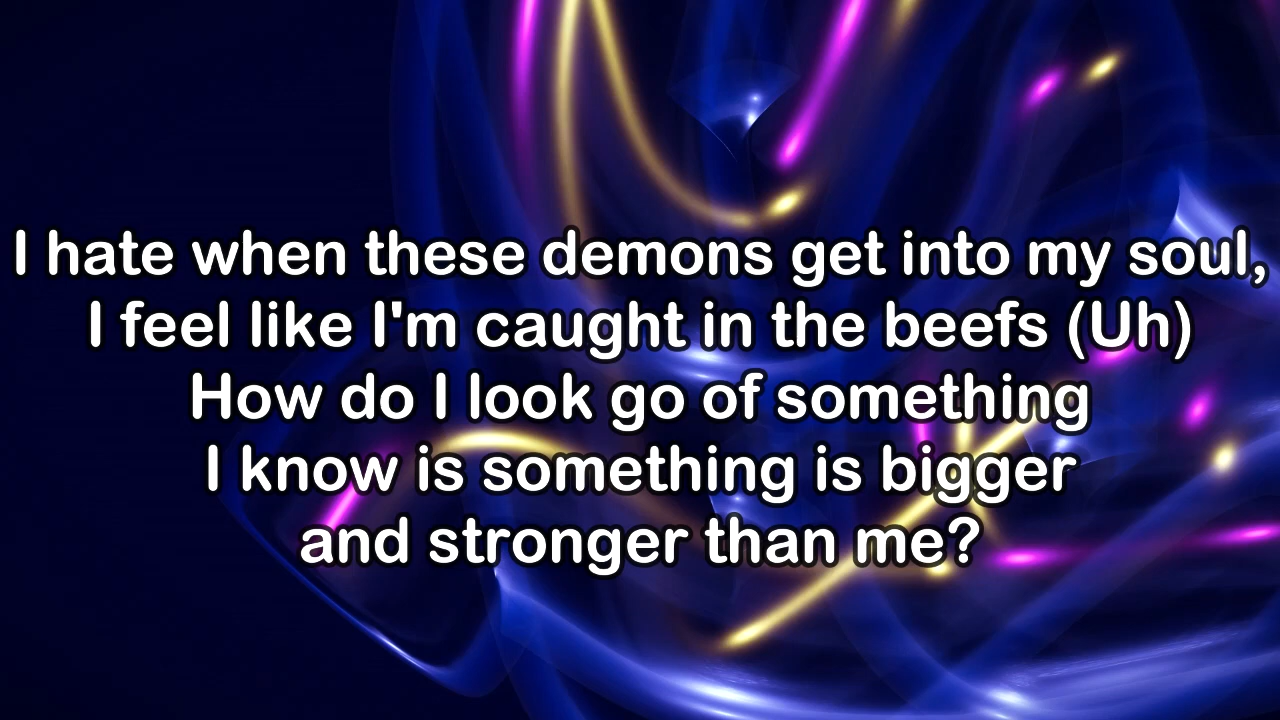 I hate when these demons get into my soul,
I feel like I'm caught in the beefs (Uh)
How do I look go of something
I know is something is bigger
and stronger than me?